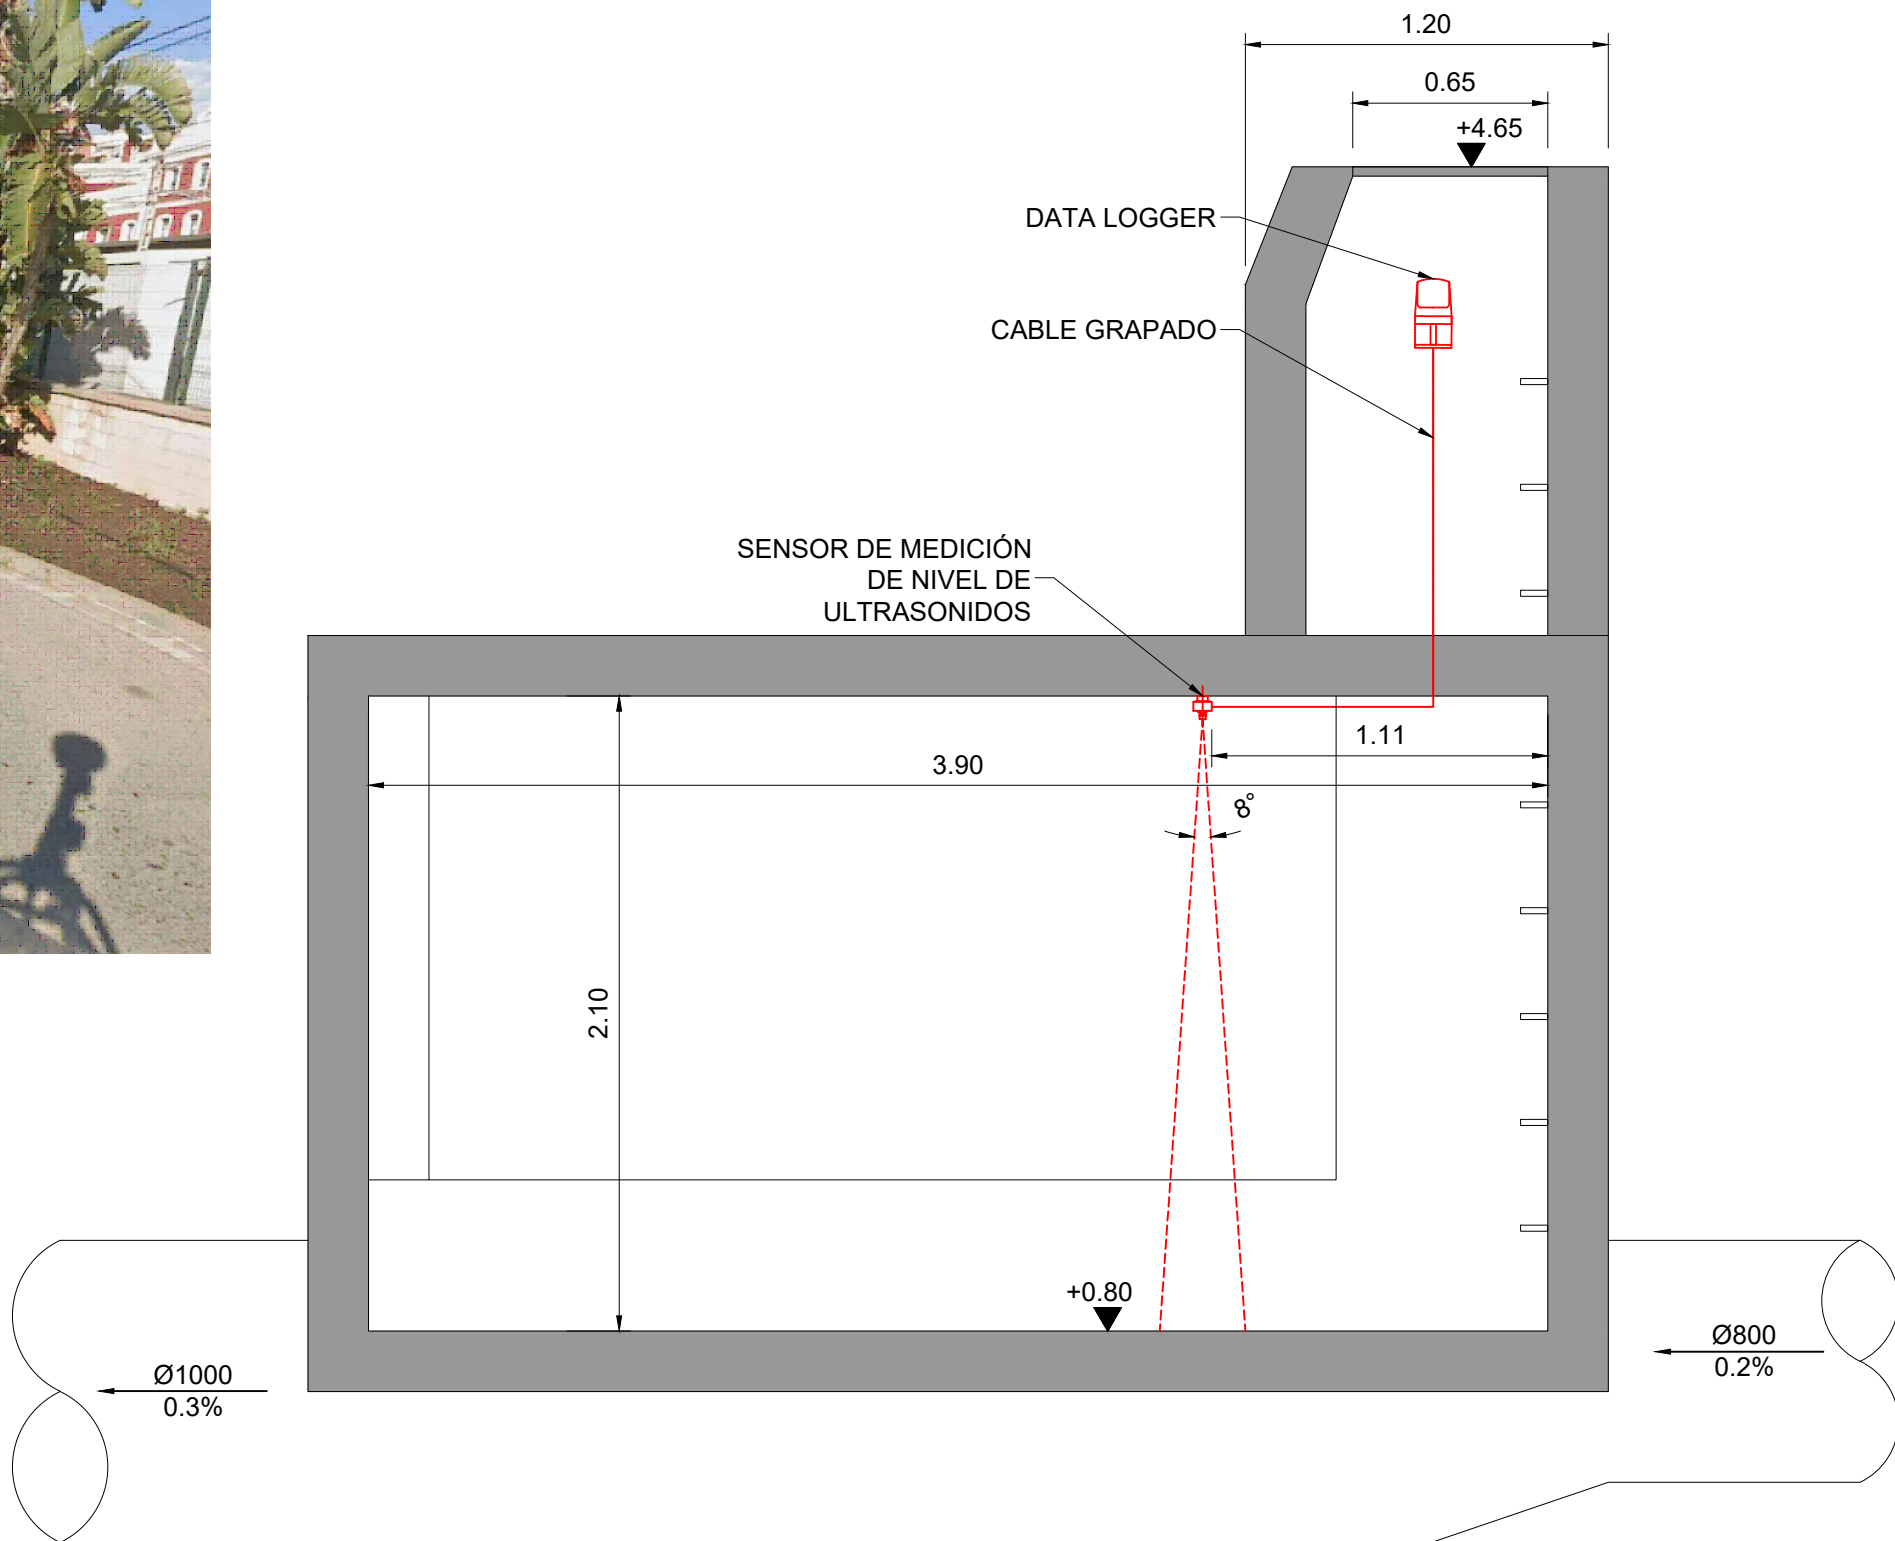 1.20
0.65
+4.65
DATA LOGGER
CABLE GRAPADO
SENSOR DE MEDICIÓN
DE NIVEL DE
ULTRASONIDOS
1.11
3.90
8°
2.10
+0.80
Ø1000
0.3%
Ø800
0.2%